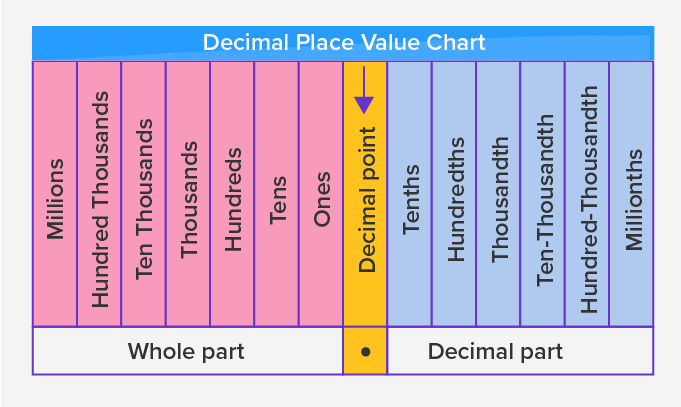 Decimal Place Value Chart
Millions
Hundred Thousands
Ten Thousands
Thousands
Hundreds
Tens
Ones
Decimal point
Tenths
Hundredths
Thousandth
Ten-Thousandth
Hundred-Thousandth
Millionths
Whole part
•
Decimal part